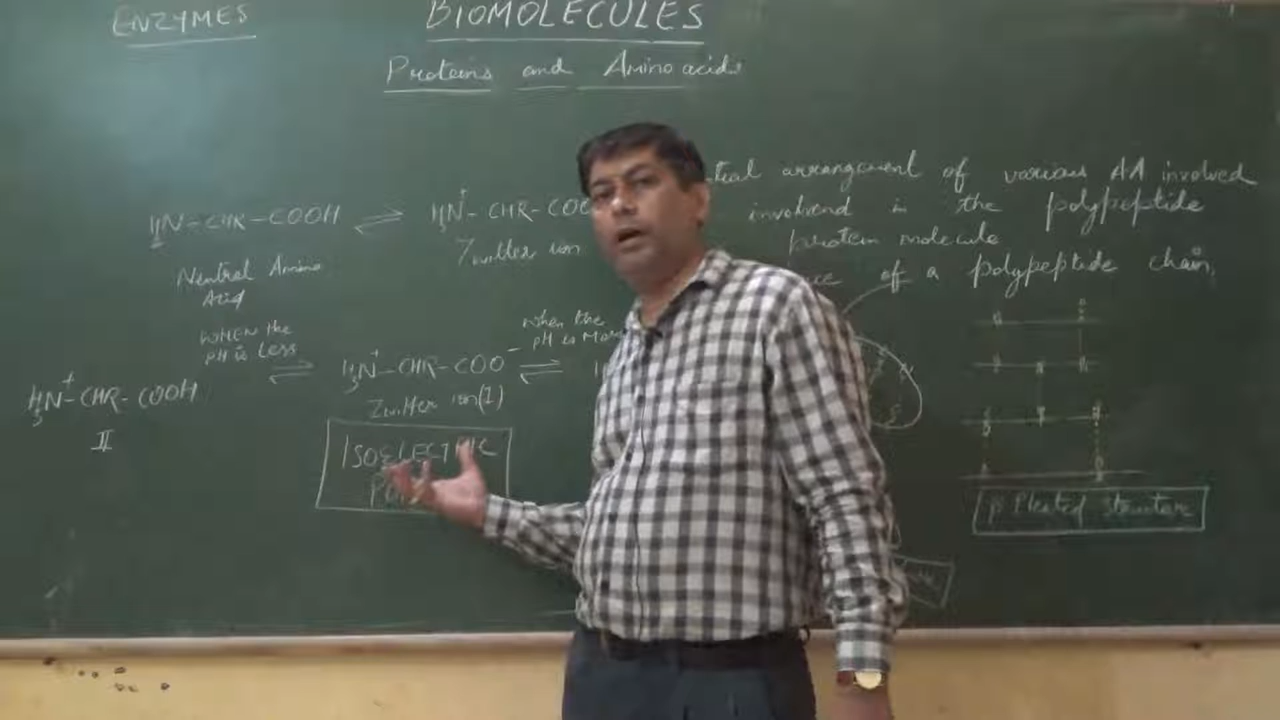 ENZYMES
BIOMOLECULES
Proteins and Amino acids
H2N-CHR-COOH ⇌ H3N+-CHR-COO
Neutral Amino
Acid
Zwitter ion
arrangement of various AA involved
involvend in the polypeptide
protein molecule
of a polypeptide chain,
WHEN the
pH is Less
When the
pH is More
H3N+-CHR-COOH
II
⇌ H3N+-CHR-COO- ⇌
Zwitter ion(I)
ISOELECTRIC
β Pleated Structure